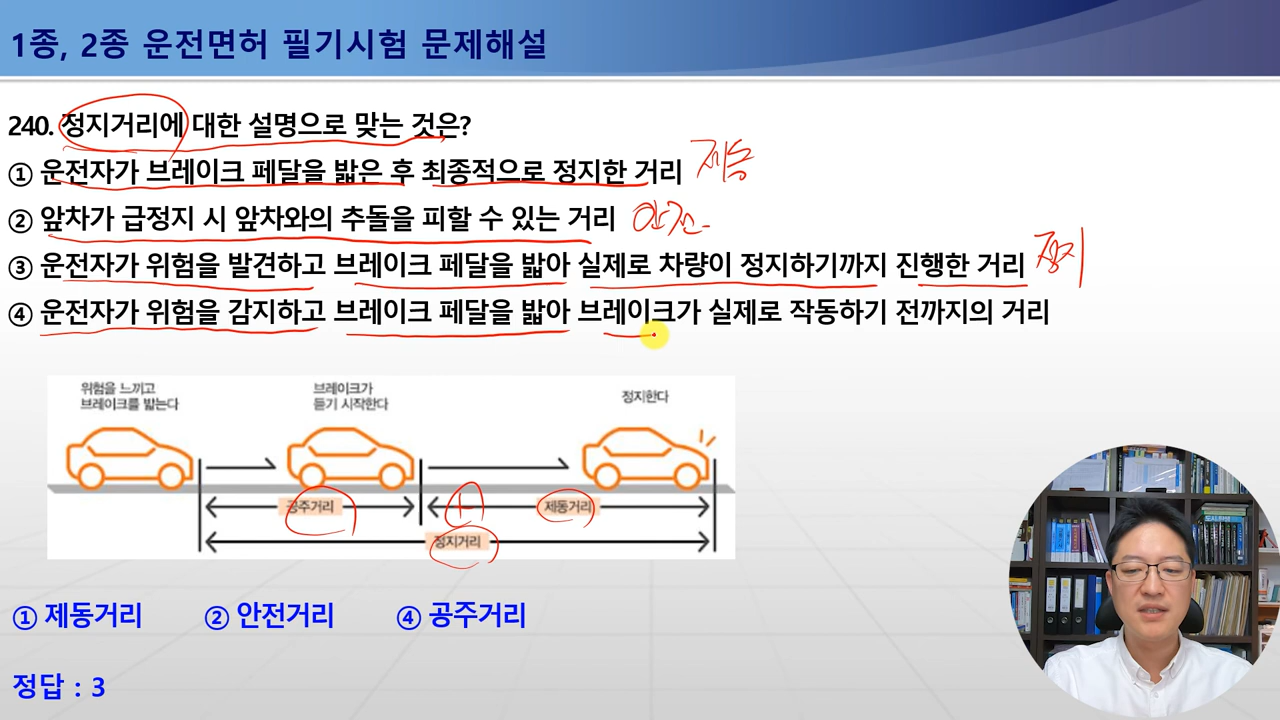 1종, 2종 운전면허 필기시험 문제해설
240. 정지거리에 대한 설명으로 맞는 것은?
① 운전자가 브레이크 페달을 밟은 후 최종적으로 정지한 거리 제동
② 앞차가 급정지 시 앞차와의 추돌을 피할 수 있는 거리 안전
③ 운전자가 위험을 발견하고 브레이크 페달을 밟아 실제로 차량이 정지하기까지 진행한 거리 정지
④ 운전자가 위험을 감지하고 브레이크 페달을 밟아 브레이크가 실제로 작동하기 전까지의 거리
위험을 느끼고
브레이크를 밟는다
브레이크가
듣기 시작한다
정지한다
공주거리
제동거리
정지거리
① 제동거리 ② 안전거리 ④ 공주거리
정답 : 3